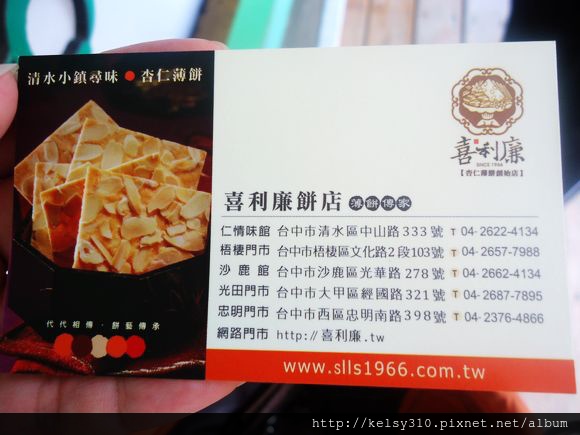 清水小鎮尋味 ● 杏仁薄餅
喜利廉
SINCE 1966
【杏仁薄餅創始店】
喜利廉餅店 薄餅傳家
仁情味館 台中市清水區中山路333號 T 04-2622-4134
梧棲門市 台中市梧棲區文化路2段103號 T 04-2657-7988
沙鹿館 台中市沙鹿區光華路278號 T 04-2662-4134
光田門市 台中市大甲區經國路321號 T 04-2687-7895
忠明門市 台中市西區忠明南路398號 T 04-2376-4866
網路門市 http://喜利廉.tw
代代相傳・餅藝傳承
www.slls1966.com.tw
http://kelsy310.pixnet.net/album